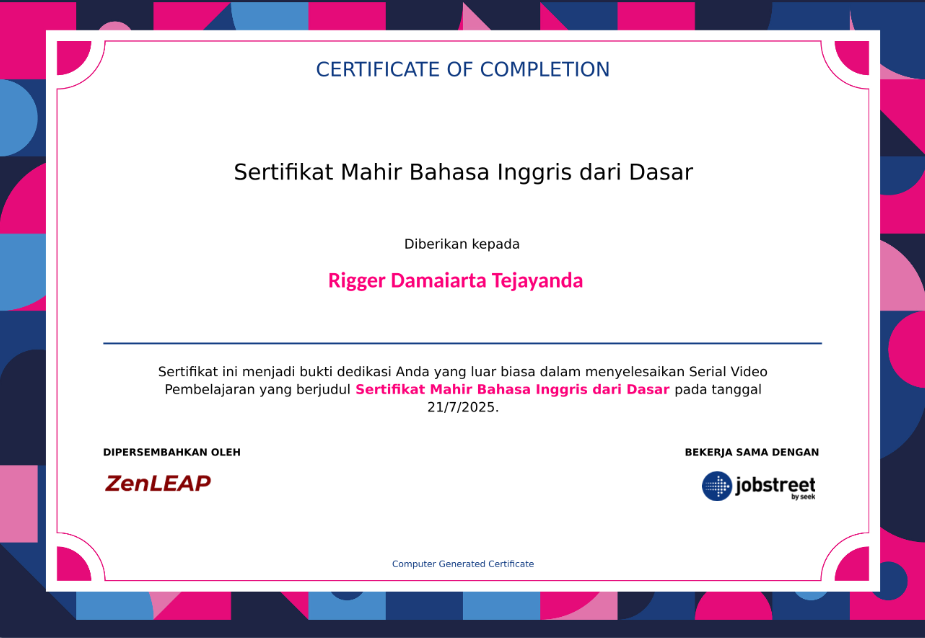 CERTIFICATE OF COMPLETION
Sertifikat Mahir Bahasa Inggris dari Dasar
Diberikan kepada
Rigger Damaiarta Tejayanda
Sertifikat ini menjadi bukti dedikasi Anda yang luar biasa dalam menyelesaikan Serial Video
Pembelajaran yang berjudul Sertifikat Mahir Bahasa Inggris dari Dasar pada tanggal
21/7/2025.
DIPERSEMBAHKAN OLEH
BEKERJA SAMA DENGAN
ZenLEAP
jobstreet
by seek
Computer Generated Certificate